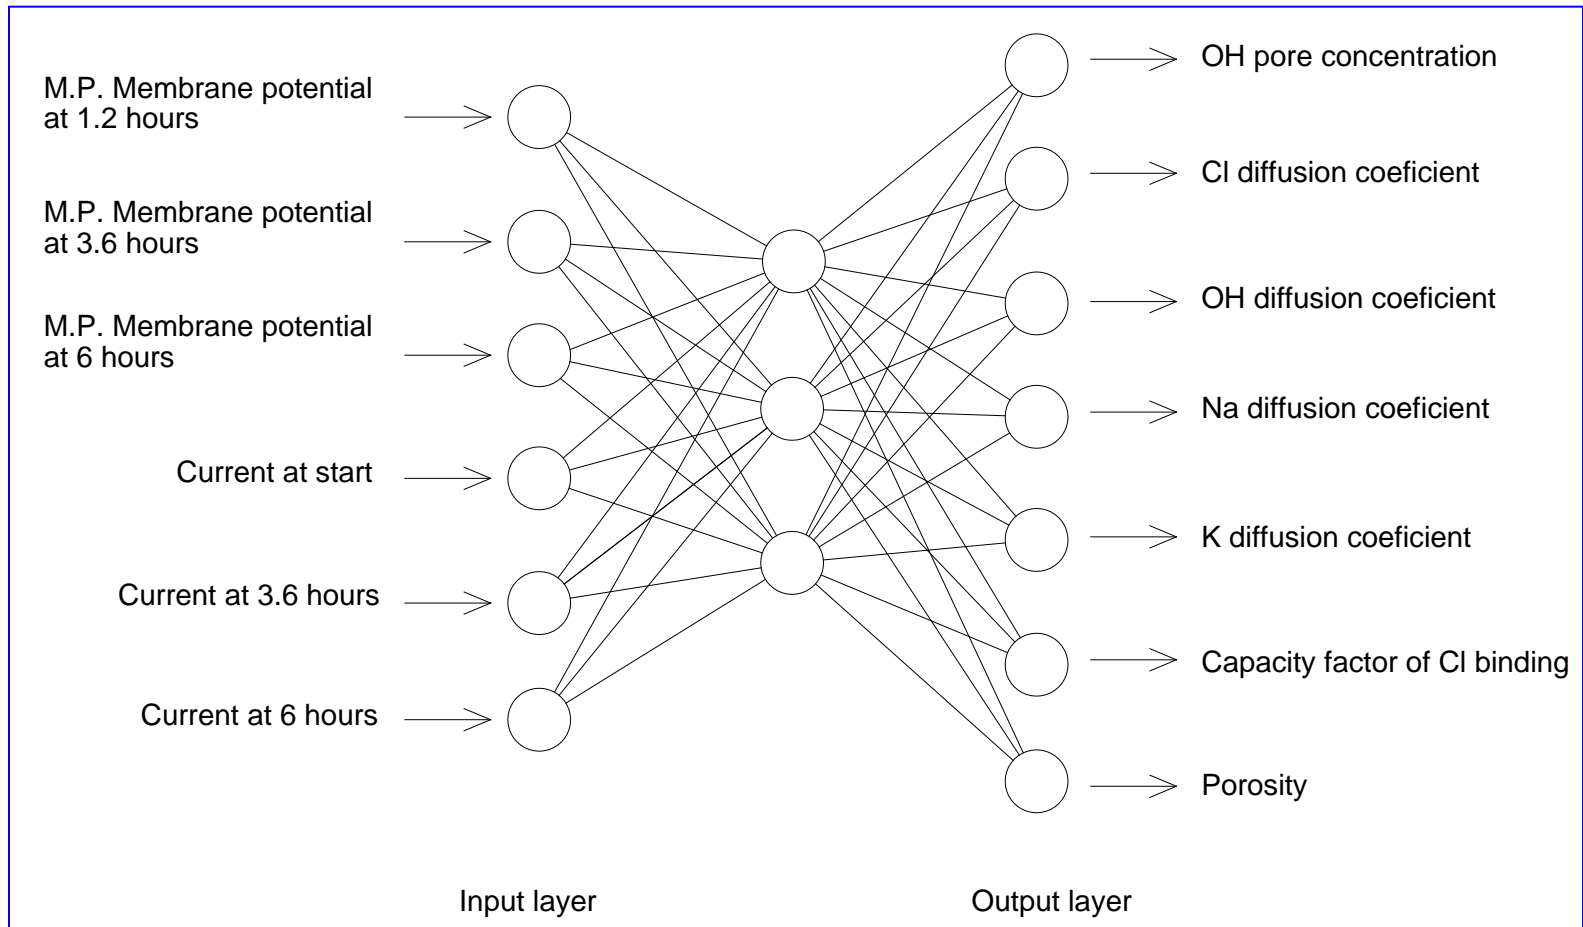 M.P. Membrane potential
at 1.2 hours
M.P. Membrane potential
at 3.6 hours
M.P. Membrane potential
at 6 hours
Current at start
Current at 3.6 hours
Current at 6 hours
OH pore concentration
Cl diffusion coeficient
OH diffusion coeficient
Na diffusion coeficient
K diffusion coeficient
Capacity factor of Cl binding
Porosity
Input layer
Output layer